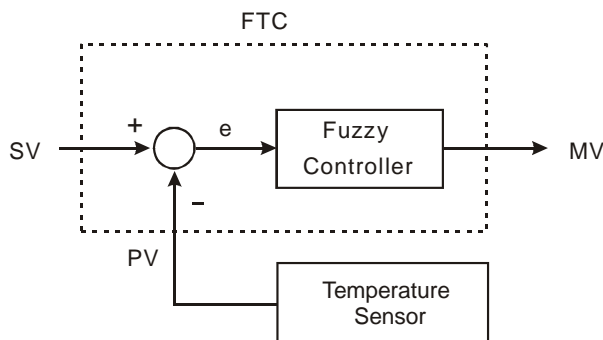 FTC
SV
+
e
Fuzzy
Controller
MV
−
PV
Temperature
Sensor